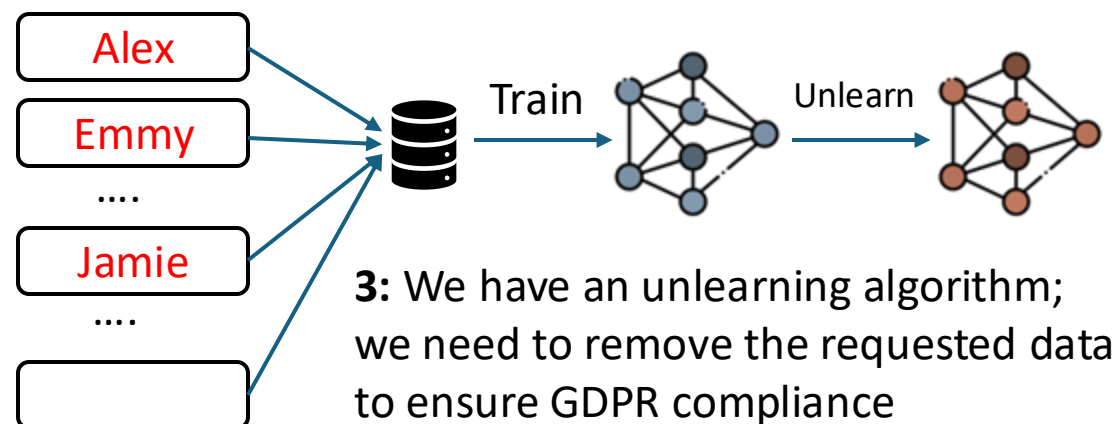 Alex
Emmy
....
Jamie
....
Train
Unlearn
3: We have an unlearning algorithm;
we need to remove the requested data
to ensure GDPR compliance